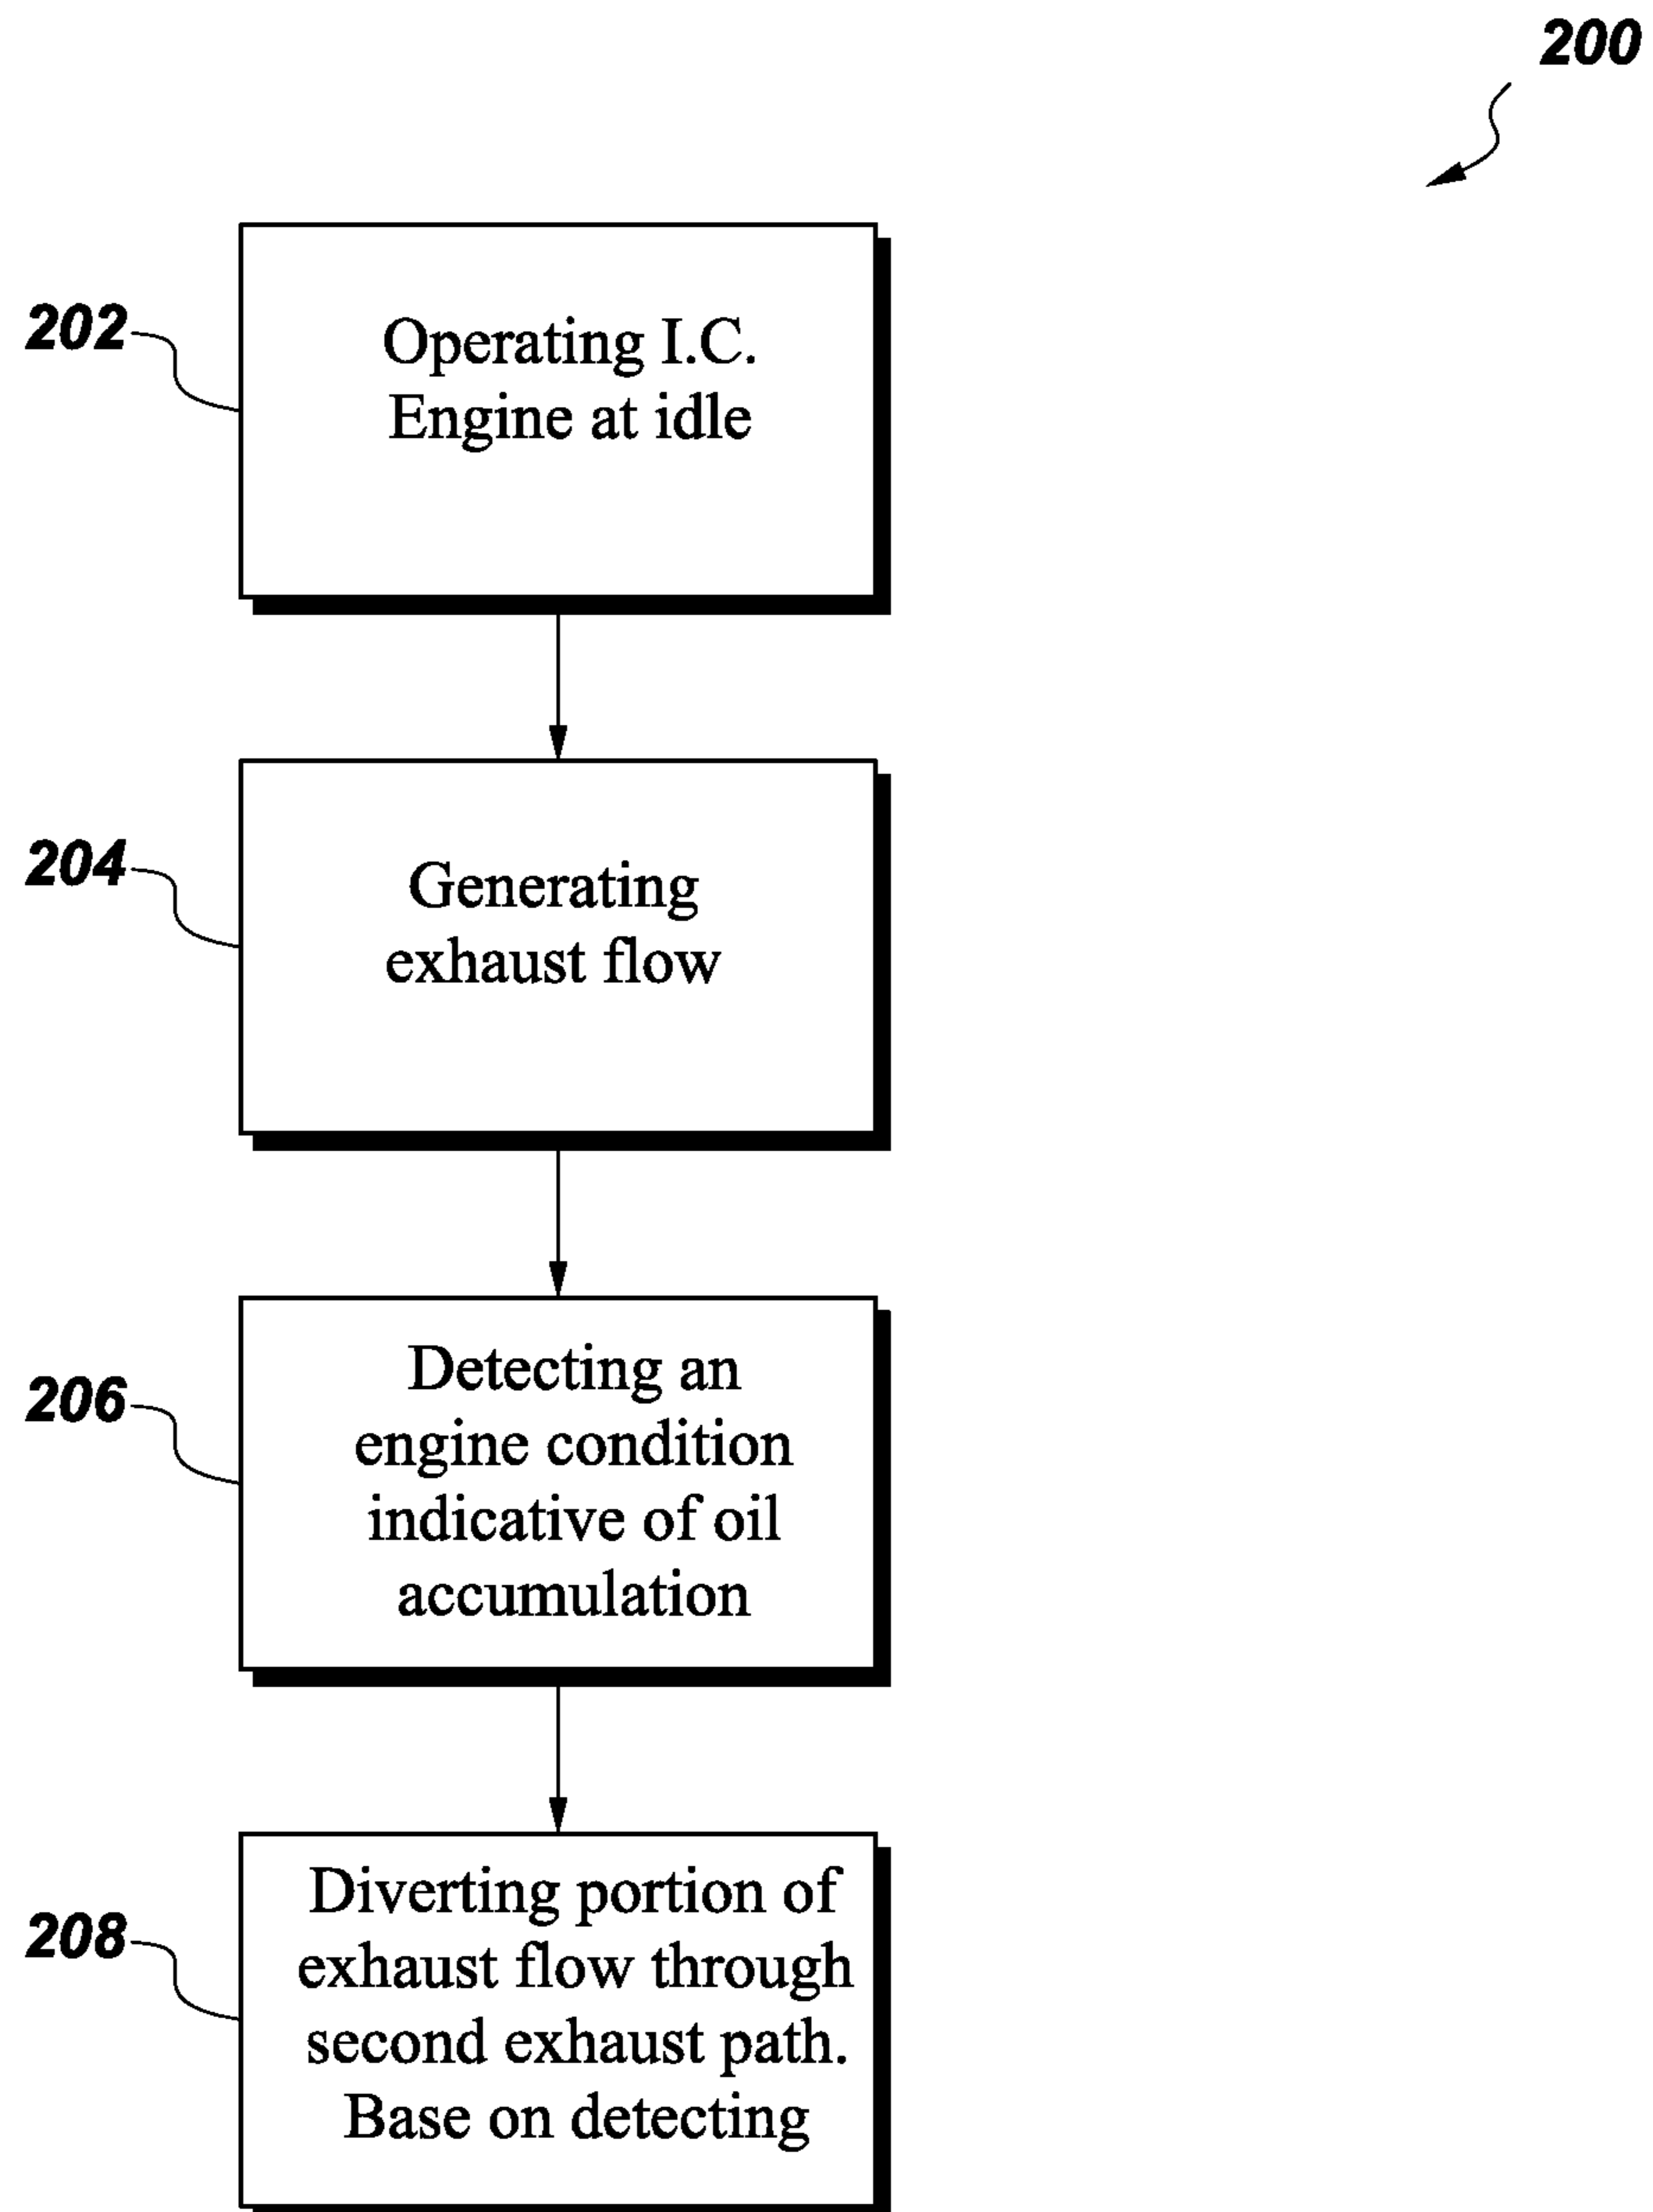 200
202
Operating I.C.
Engine at idle
204
Generating
exhaust flow
206
Detecting an
engine condition
indicative of oil
accumulation
208
Diverting portion of
exhaust flow through
second exhaust path.
Base on detecting